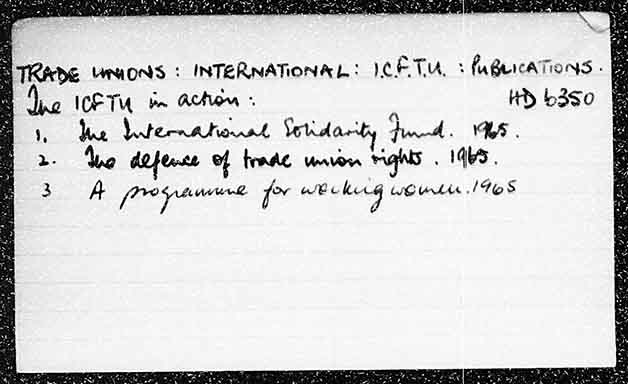 TRADE UNIONS : INTERNATIONAL : I.C.F.T.U. : PUBLICATIONS.
The ICFTU in action : HD 6350
1. The International Solidarity Fund. 1965.
2. The defence of trade union rights. 1965.
3 A programme for working women. 1965